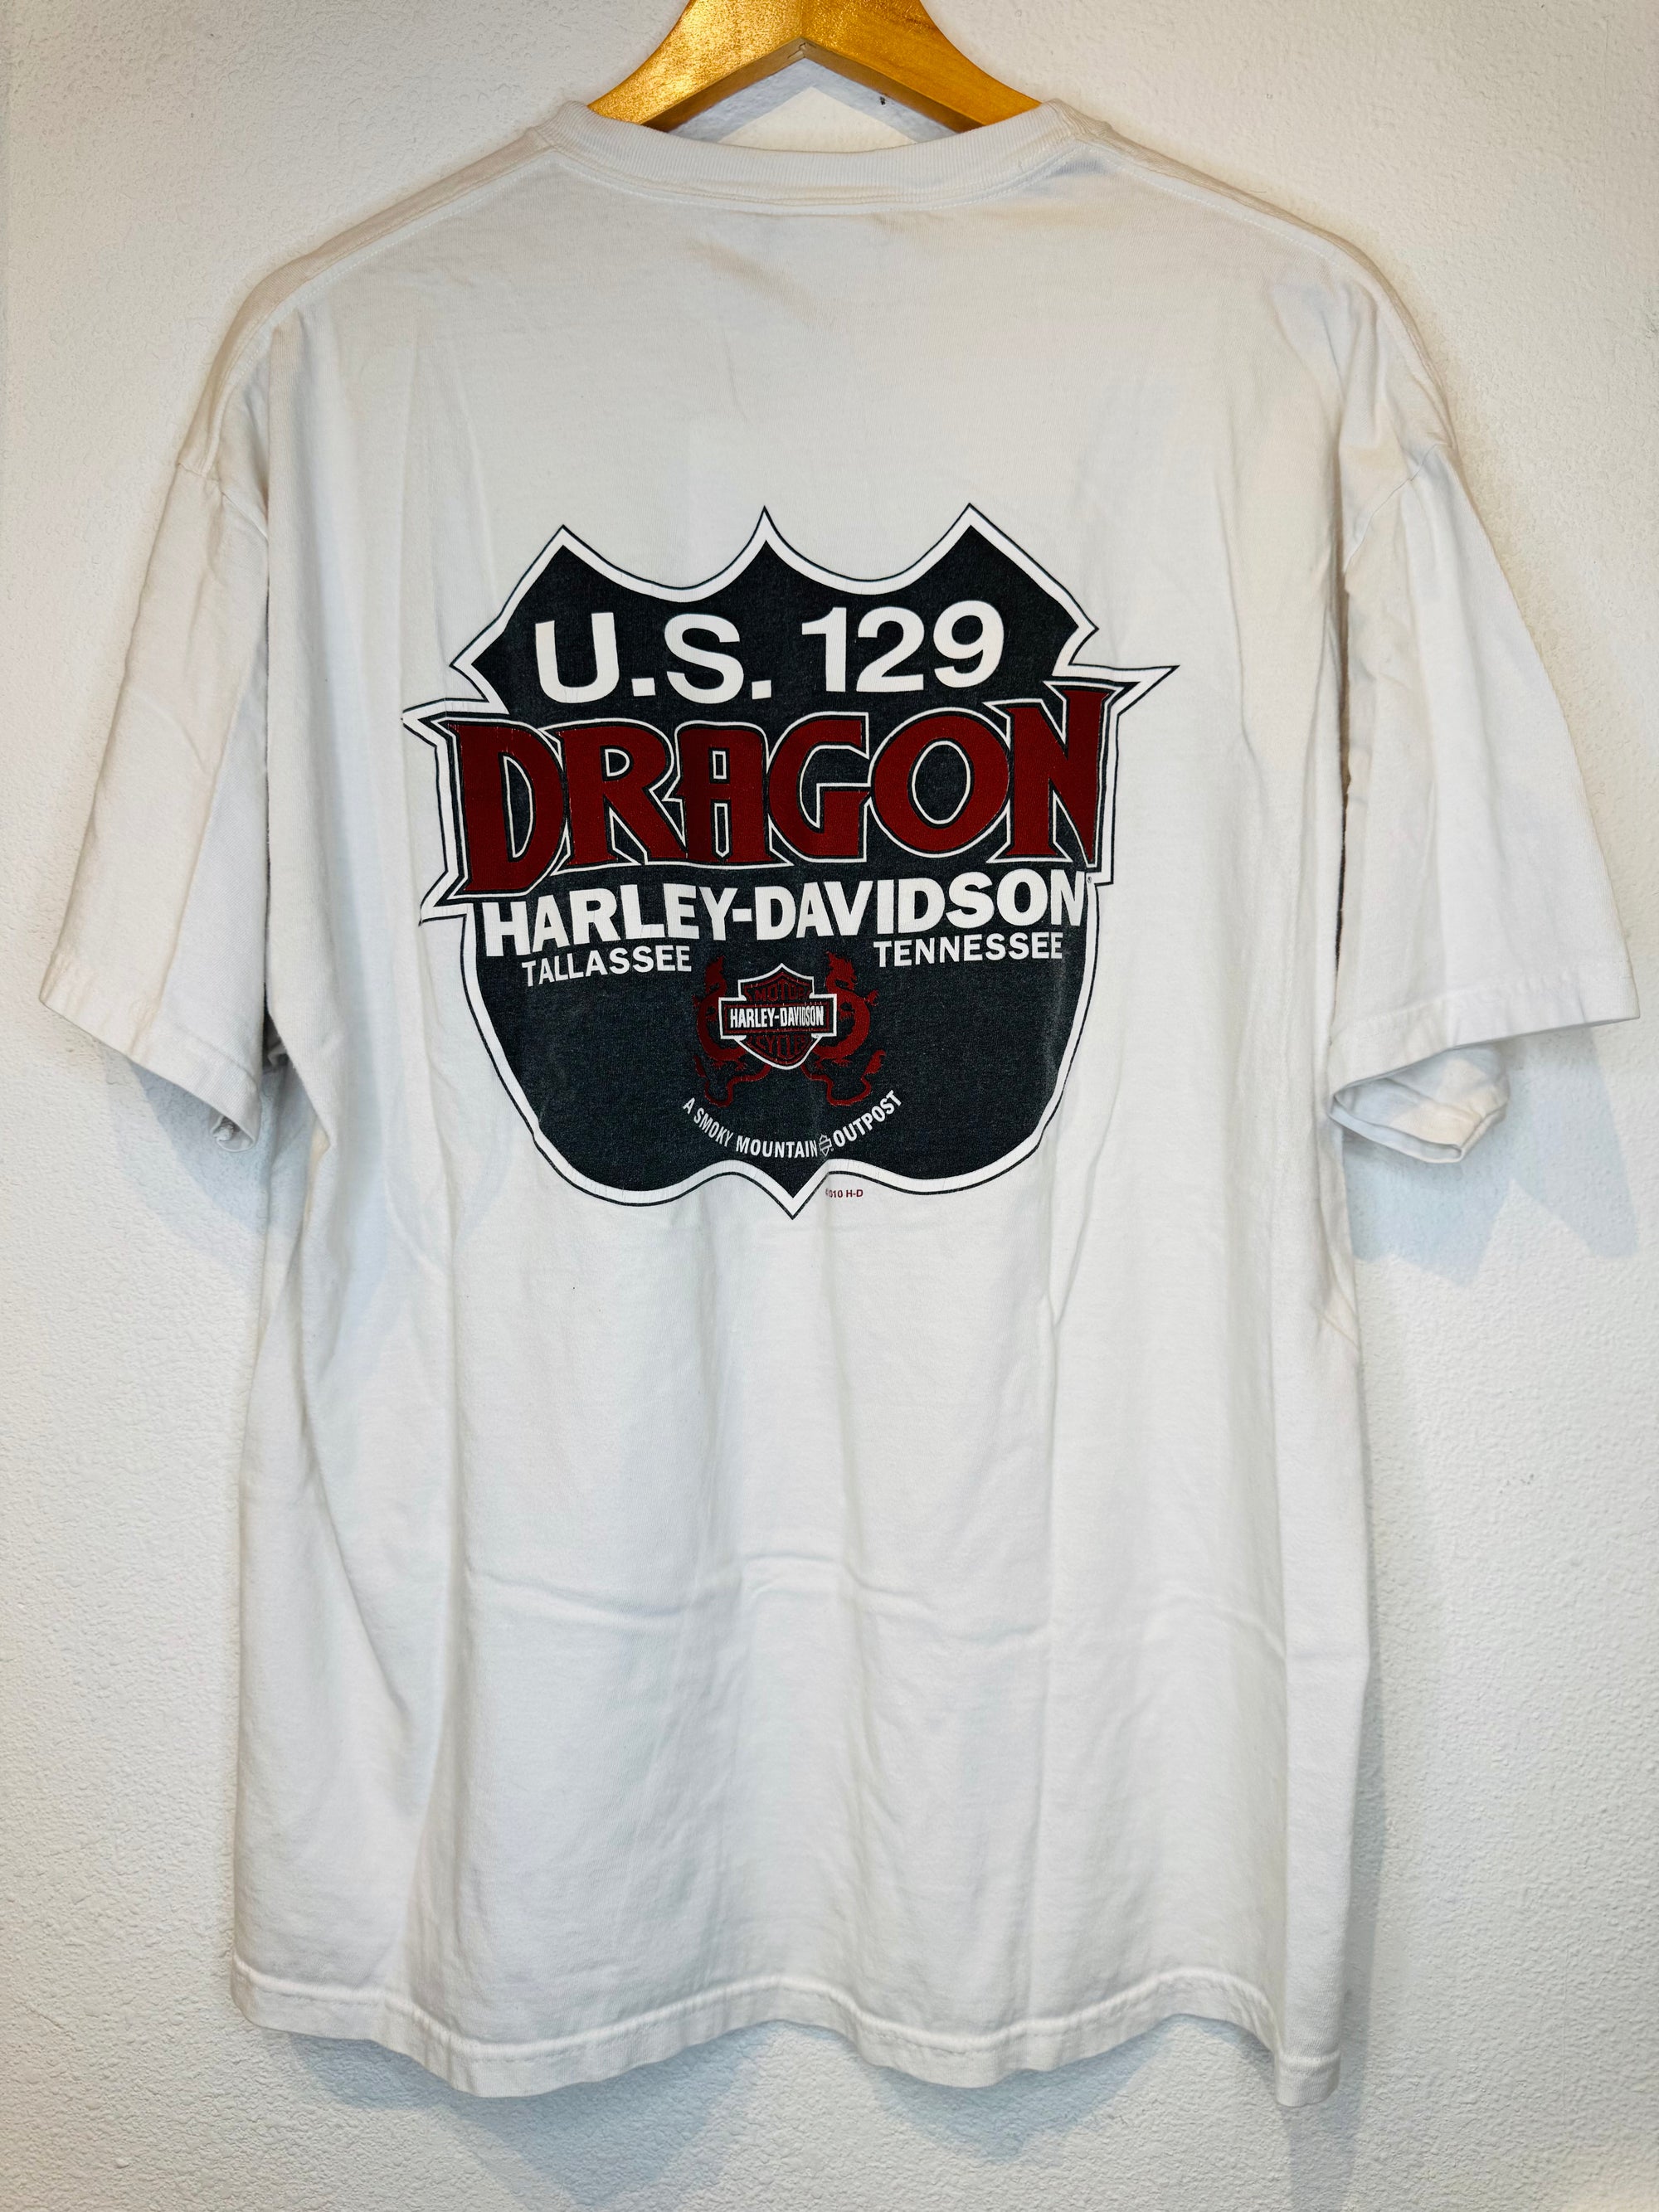 U.S. 129
DRAGON
HARLEY-DAVIDSON®
TALLASSEE TENNESSEE
MOTOR
HARLEY-DAVIDSON
CYCLES
A SMOKY MOUNTAIN OUTPOST
H-D